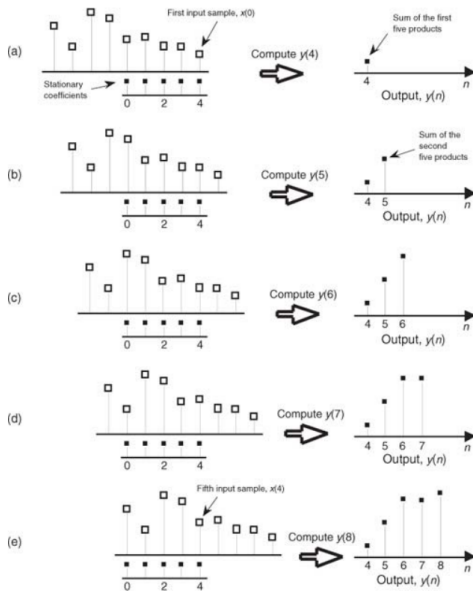 (a)
First input sample, x(0)
Stationary
coefficients
0 2 4
Compute y(4)
Sum of the first
five products
4
n
Output, y(n)
(b)
0 2 4
Compute y(5)
Sum of the
second
five products
4 5
n
Output, y(n)
(c)
0 2 4
Compute y(6)
4 5 6
n
Output, y(n)
(d)
0 2 4
Compute y(7)
4 5 6 7
n
Output, y(n)
(e)
Fifth input sample, x(4)
0 2 4
Compute y(8)
4 5 6 7 8
n
Output, y(n)